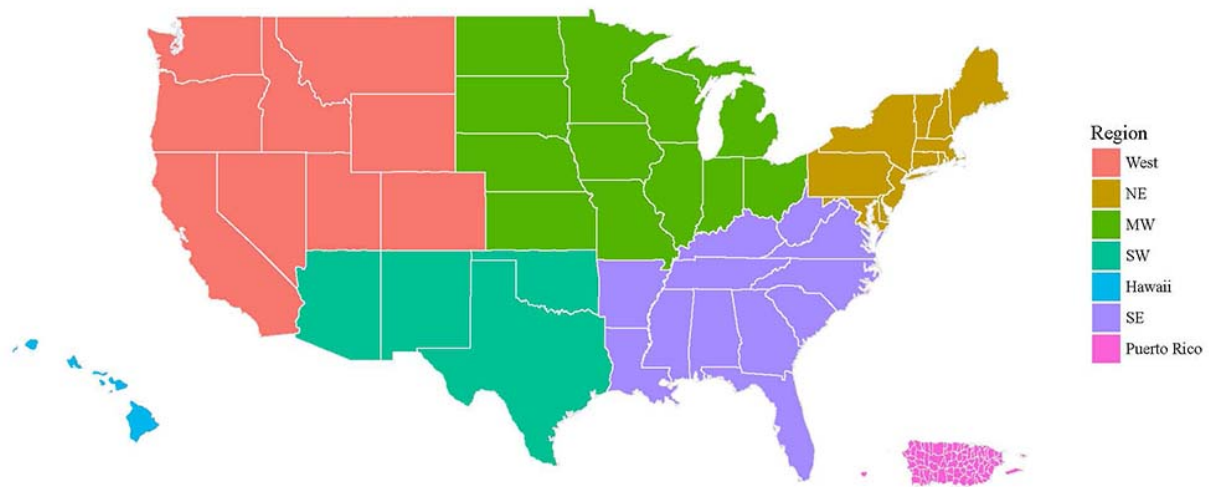 Region
West
NE
MW
SW
Hawaii
SE
Puerto Rico